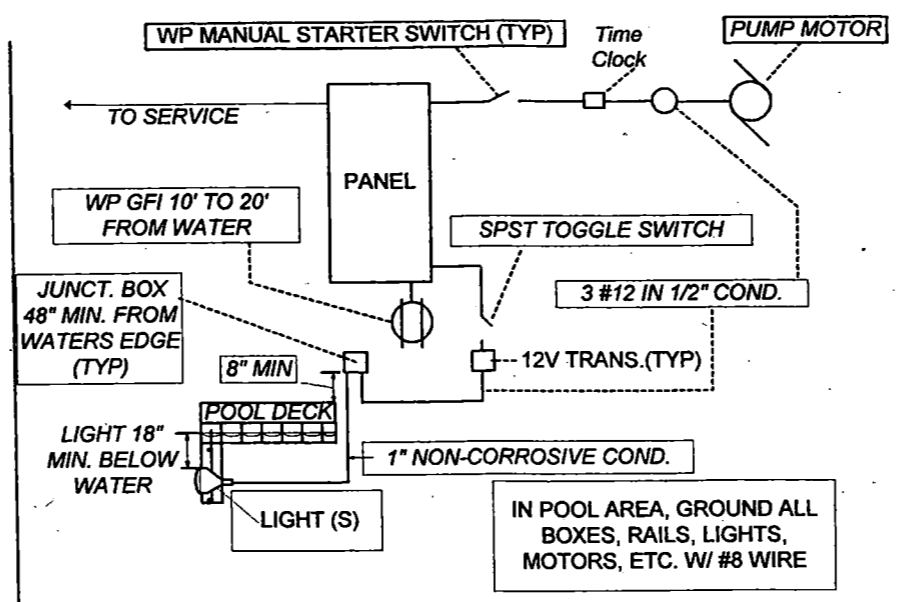 WP MANUAL STARTER SWITCH (TYP)
Time
Clock
PUMP MOTOR
TO SERVICE
PANEL
WP GFI 10' TO 20'
FROM WATER
SPST TOGGLE SWITCH
JUNCT. BOX
48" MIN. FROM
WATERS EDGE
(TYP)
3 #12 IN 1/2" COND.
8" MIN
12V TRANS.(TYP)
POOL DECK
LIGHT 18"
MIN. BELOW
WATER
1" NON-CORROSIVE COND.
LIGHT (S)
IN POOL AREA, GROUND ALL
BOXES, RAILS, LIGHTS,
MOTORS, ETC. W/ #8 WIRE